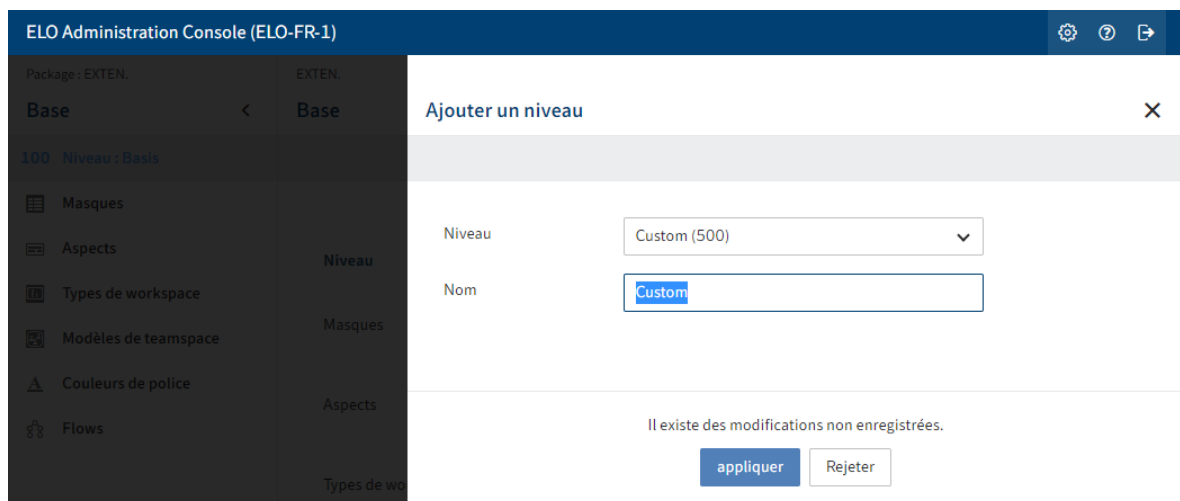 ELO Administration Console (ELO-FR-1)
Package : EXTEN.
EXTEN.
Base
Base
Ajouter un niveau
100 Niveau : Basis
Masques
Aspects
Types de workspace
Modèles de teamspace
Couleurs de police
Flows
Niveau
Masques
Aspects
Types de wo
Niveau
Custom (500)
Nom
Custom
Il existe des modifications non enregistrées.
appliquer
Rejeter